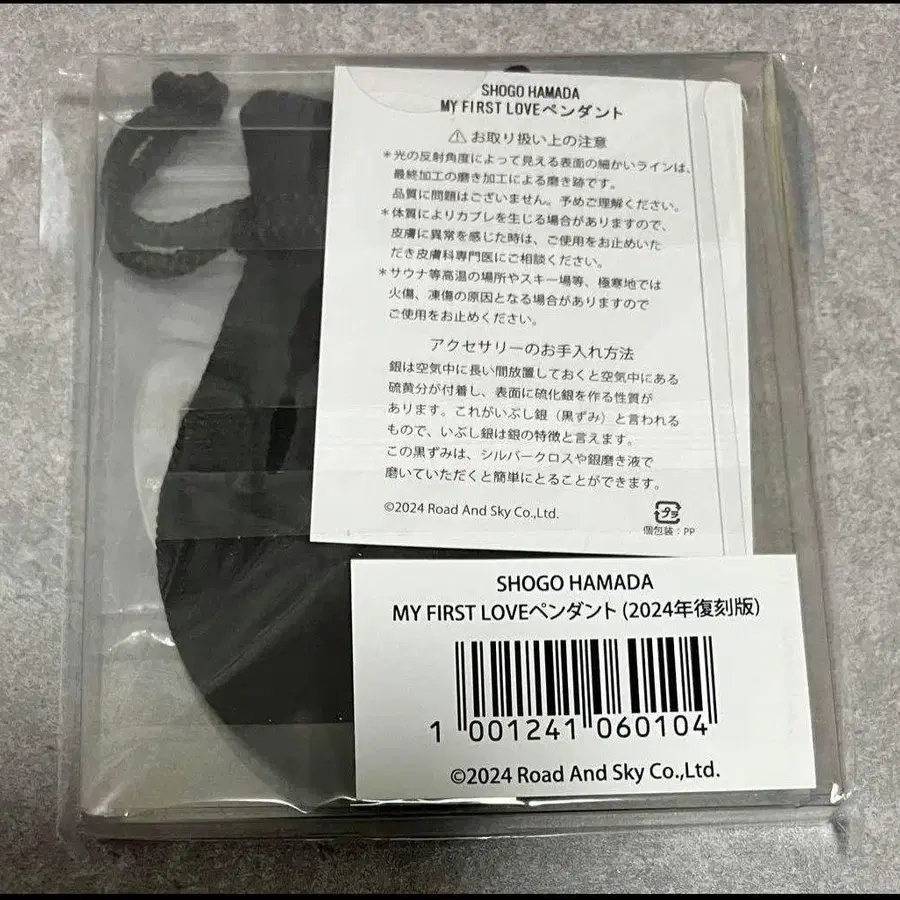 SHOGO HAMADA
MY FIRST LOVEペンダント
⚠お取り扱い上の注意
*光の反射角度によって見える表面の細かいラインは、
最終加工の磨き加工による磨き跡です。
品質に問題はございません。予めご理解ください。
*体質によりカブレを生じる場合がありますので、
皮膚に異常を感じた時は、ご使用をお止めいた
だき皮膚科専門医にご相談ください。
*サウナ等高温の場所やスキー場等、極寒地では
火傷、凍傷の原因となる場合がありますので
ご使用をお止めください。
アクセサリーのお手入れ方法
銀は空気中に長い間放置しておくと空気中にある
硫黄分が付着し、表面に硫化銀を作る性質が
あります。これがいぶし銀（黒ずみ）と言われる
もので、いぶし銀は銀の特徴と言えます。
この黒ずみは、シルバークロスや銀磨き液で
磨いていただくと簡単にとることができます。
©2024 Road And Sky Co.,Ltd.
プラ
個包装：PP
SHOGO HAMADA
MY FIRST LOVEペンダント (2024年復刻版)
1 001241 060104
©2024 Road And Sky Co.,Ltd.